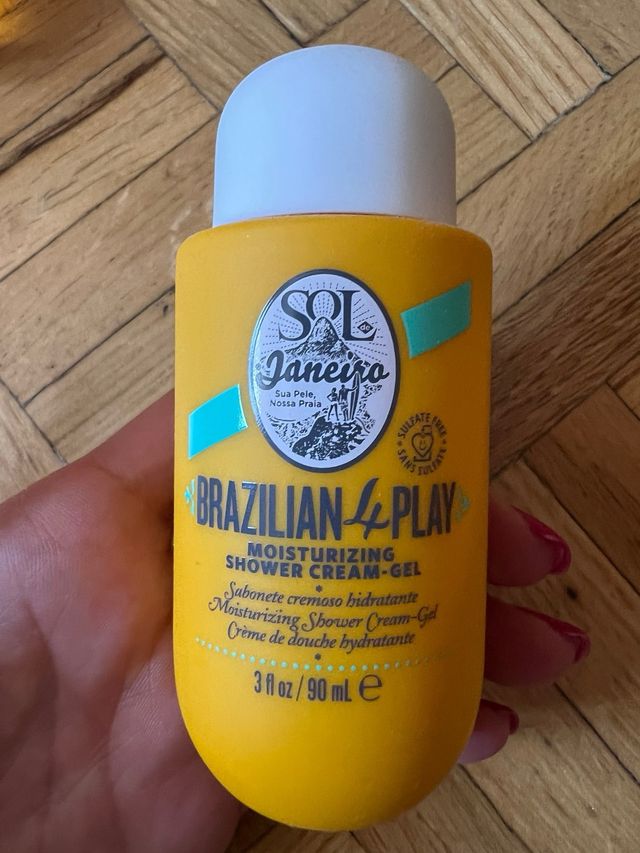 SOL
de
Janeiro
Sua Pele,
Nossa Praia
SULFATE FREE
SANS SULFATE
BRAZILIAN 4 PLAY
MOISTURIZING
SHOWER CREAM-GEL
Sabonete cremoso hidratante
Moisturizing Shower Cream-Gel
Crème de douche hydratante
3 fl oz / 90 mL ℮